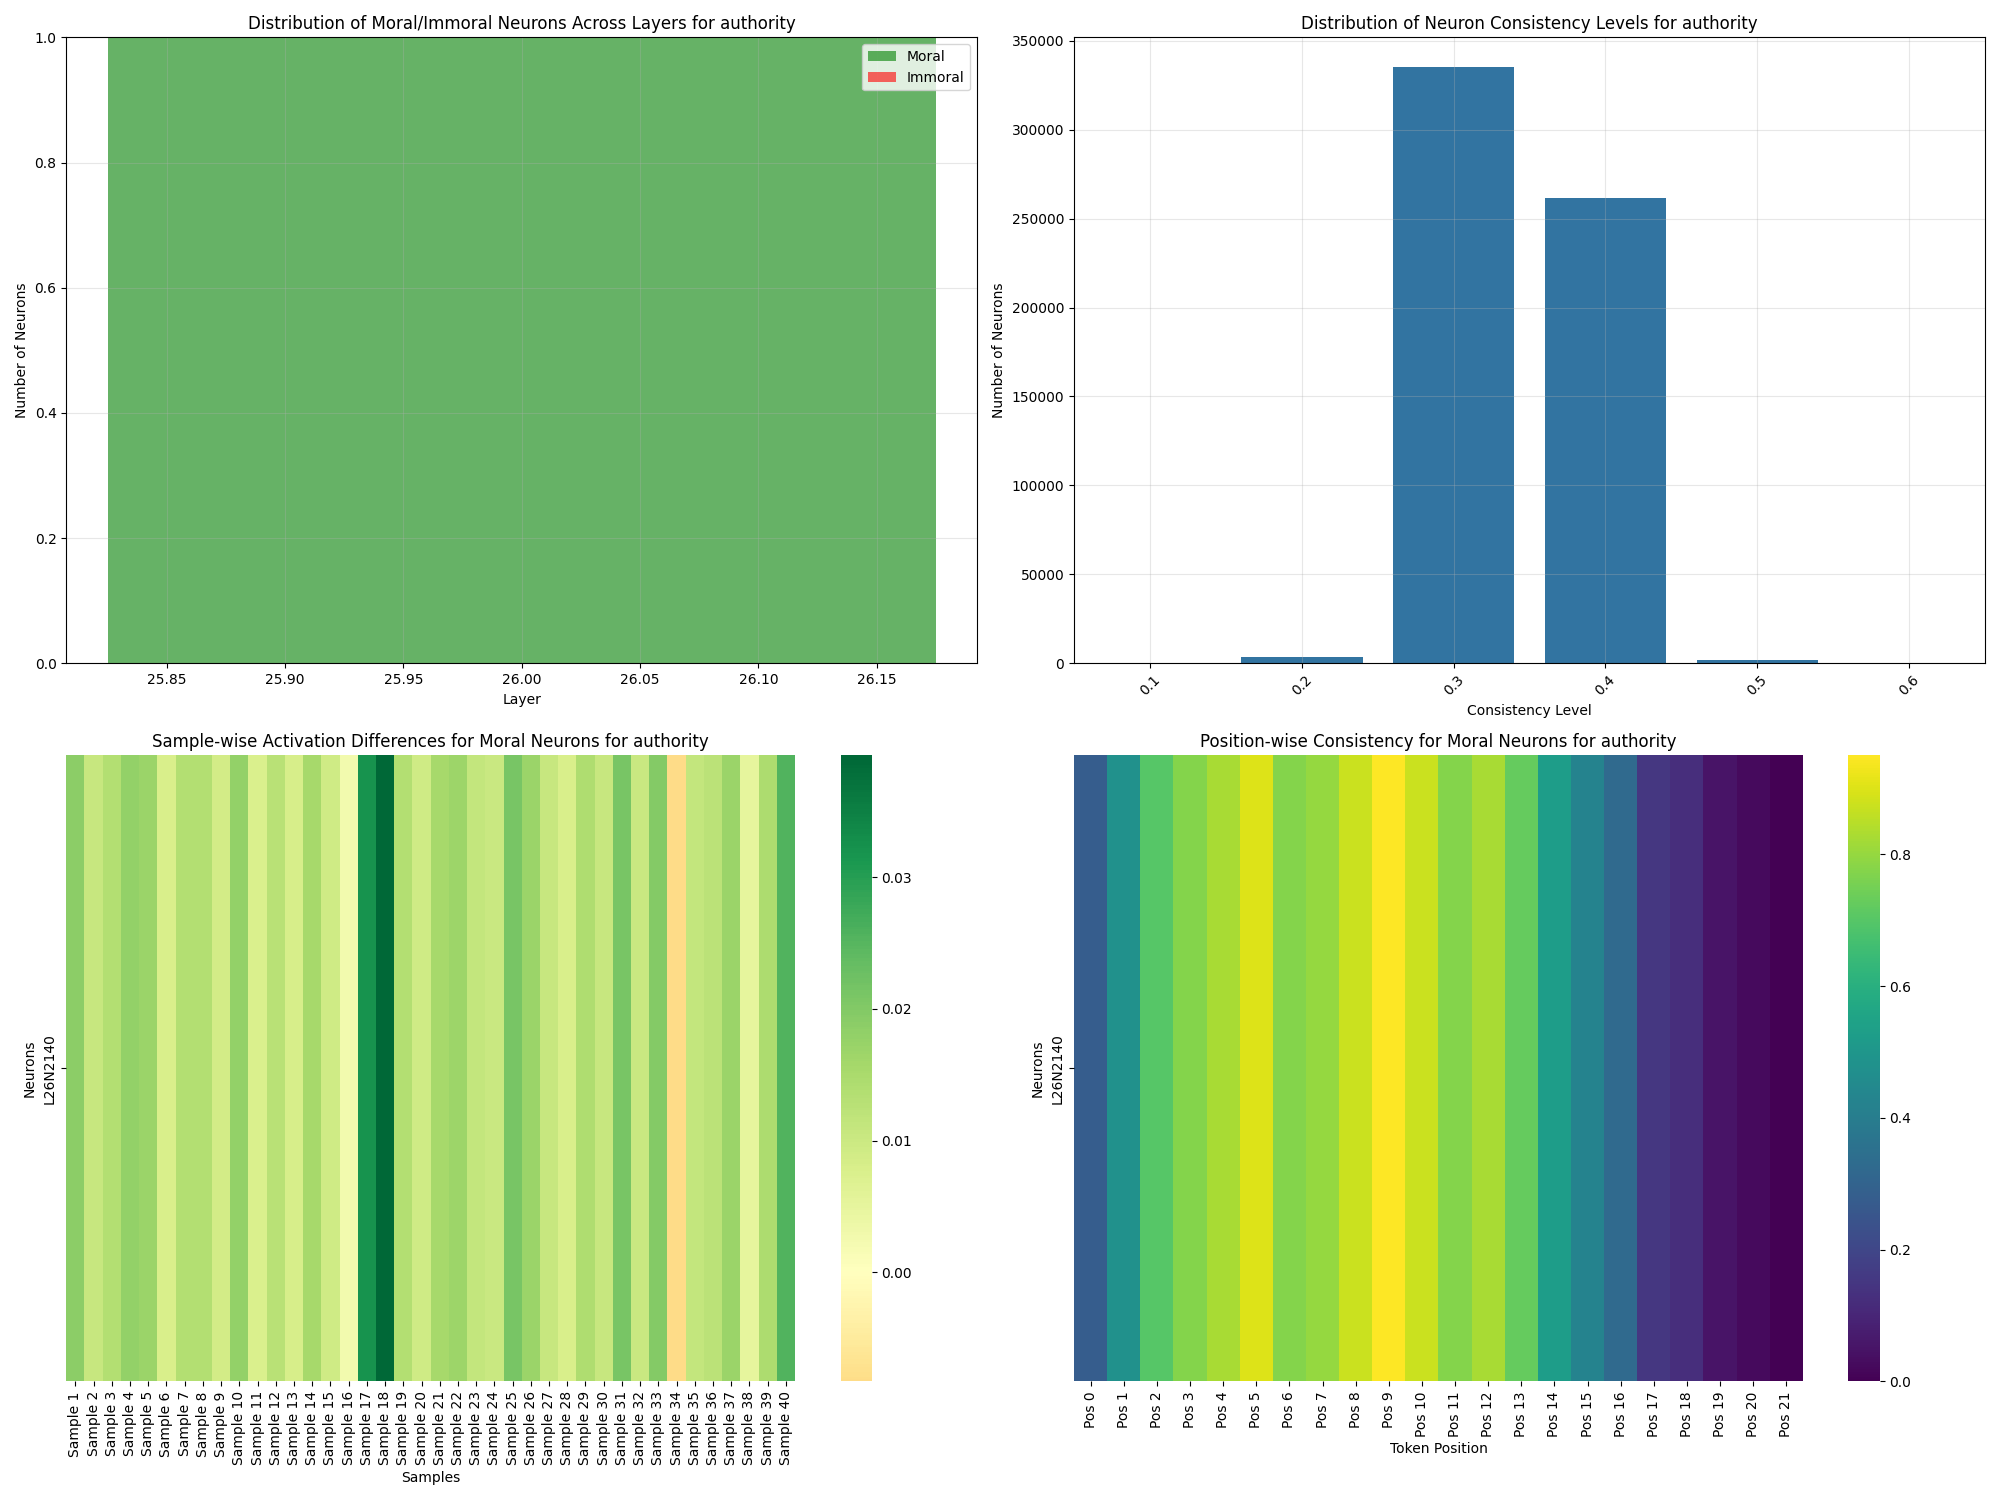 Distribution of Moral/Immoral Neurons Across Layers for authority
1.0
0.8
0.6
0.4
0.2
0.0
Number of Neurons
Moral
Immoral
25.85 25.90 25.95 26.00 26.05 26.10 26.15
Layer
Distribution of Neuron Consistency Levels for authority
350000
300000
250000
200000
150000
100000
50000
0
Number of Neurons
0.1 0.2 0.3 0.4 0.5 0.6
Consistency Level
Sample-wise Activation Differences for Moral Neurons for authority
Neurons
L26N2140
0.03
0.02
0.01
0.00
Sample 1
Sample 2
Sample 3
Sample 4
Sample 5
Sample 6
Sample 7
Sample 8
Sample 9
Sample 10
Sample 11
Sample 12
Sample 13
Sample 14
Sample 15
Sample 16
Sample 17
Sample 18
Sample 19
Sample 20
Sample 21
Sample 22
Sample 23
Sample 24
Sample 25
Sample 26
Sample 27
Sample 28
Sample 29
Sample 30
Sample 31
Sample 32
Sample 33
Sample 34
Sample 35
Sample 36
Sample 37
Sample 38
Sample 39
Sample 40
Samples
Position-wise Consistency for Moral Neurons for authority
Neurons
L26N2140
0.8
0.6
0.4
0.2
0.0
Pos 0
Pos 1
Pos 2
Pos 3
Pos 4
Pos 5
Pos 6
Pos 7
Pos 8
Pos 9
Pos 10
Pos 11
Pos 12
Pos 13
Pos 14
Pos 15
Pos 16
Pos 17
Pos 18
Pos 19
Pos 20
Pos 21
Token Position